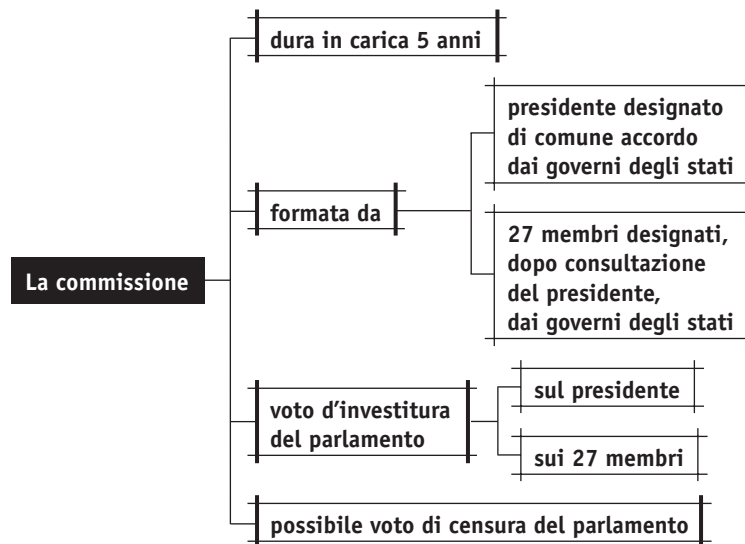 La commissione
dura in carica 5 anni
formata da
presidente designato
di comune accordo
dai governi degli stati
27 membri designati,
dopo consultazione
del presidente,
dai governi degli stati
voto d'investitura
del parlamento
sul presidente
sui 27 membri
possibile voto di censura del parlamento